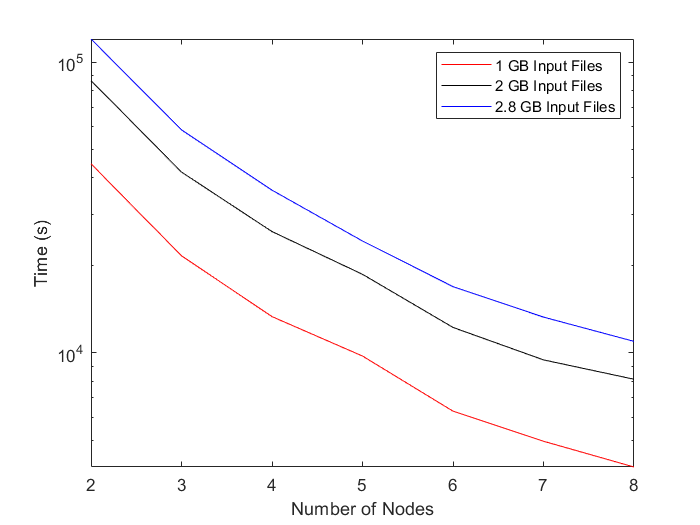 1 GB Input Files
2 GB Input Files
2.8 GB Input Files
10^5
10^4
Time (s)
2 3 4 5 6 7 8
Number of Nodes